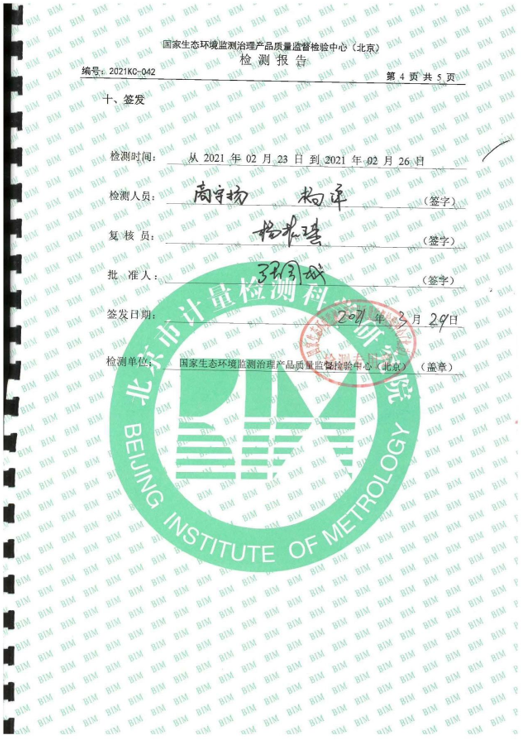 国家生态环境监测治理产品质量监督检验中心（北京）
检 测 报 告
编号：2021KC-042 第 4 页 共 5 页
十、签发
检测时间： 从 2021 年 02 月 23 日 到 2021 年 02 月 26 日
检测人员： （签字）
复 核 员： （签字）
批 准 人： （签字）
签发日期： 2021 年 3 月 29 日
检测单位： 国家生态环境监测治理产品质量监督检验中心（北京） （盖章）
北京市计量检测科学研究院
BIM
BEIJING INSTITUTE OF METROLOGY